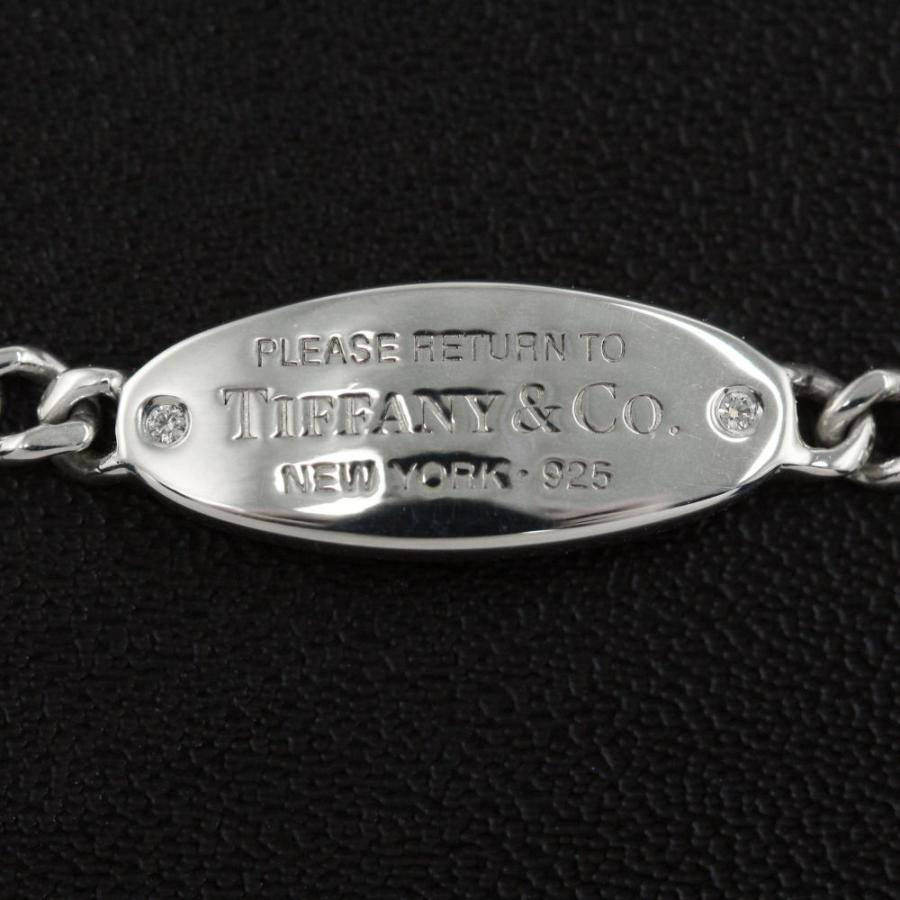 PLEASE RETURN TO
TIFFANY & CO.
NEW YORK · 925